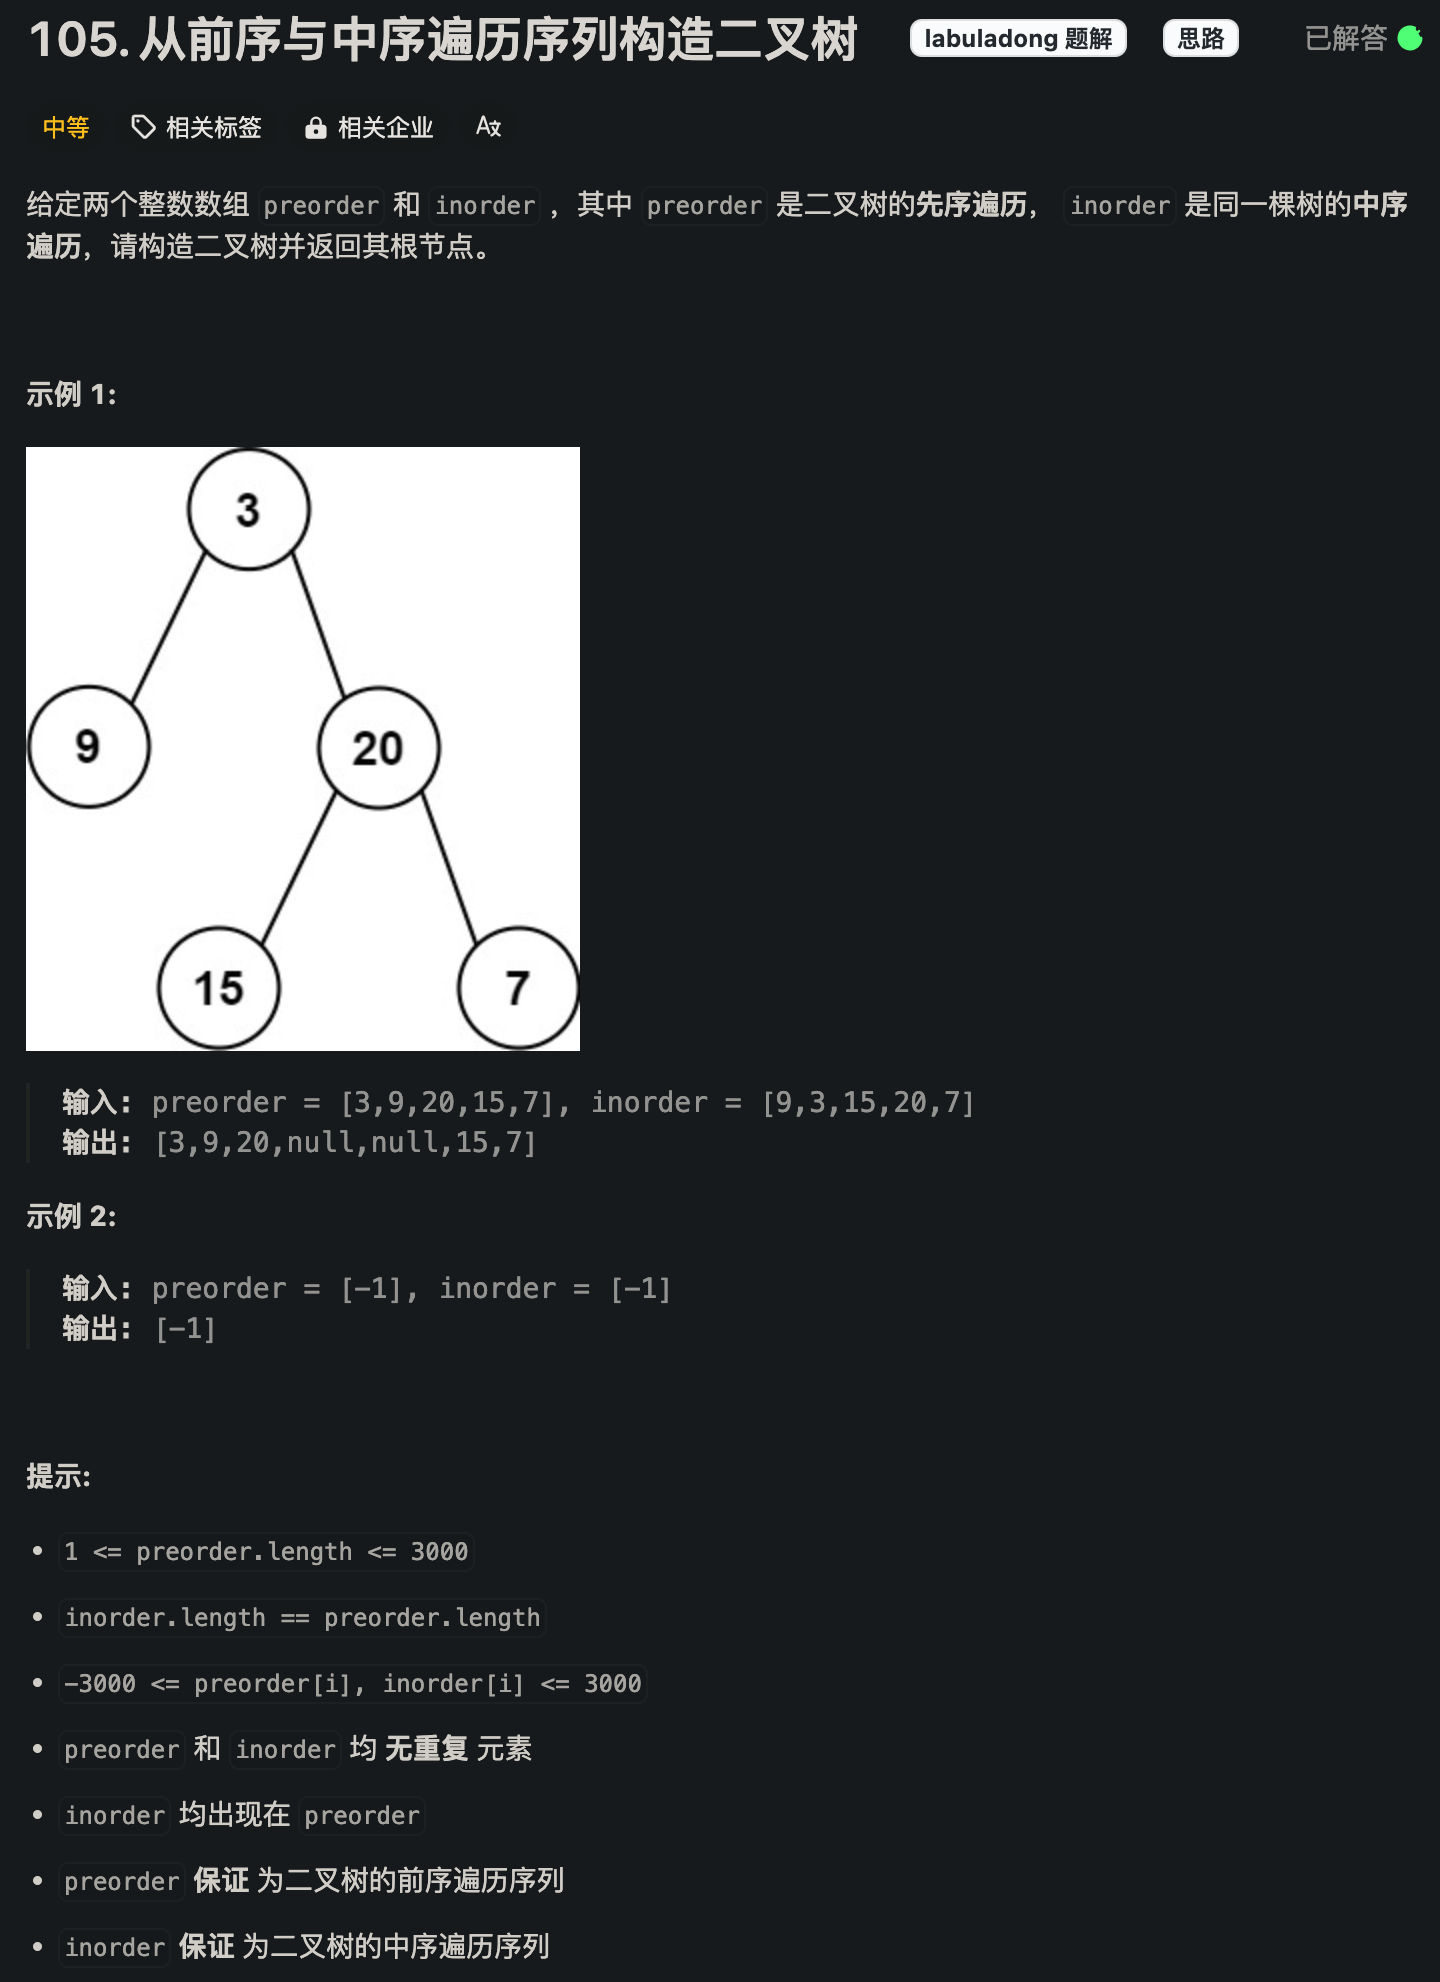 105. 从前序与中序遍历序列构造二叉树 labuladong 题解 思路 已解答
中等 相关标签 相关企业
给定两个整数数组 preorder 和 inorder ，其中 preorder 是二叉树的先序遍历， inorder 是同一棵树的中序
遍历，请构造二叉树并返回其根节点。
示例 1:
3
9
20
15
7
输入: preorder = [3,9,20,15,7], inorder = [9,3,15,20,7]
输出: [3,9,20,null,null,15,7]
示例 2:
输入: preorder = [-1], inorder = [-1]
输出: [-1]
提示:
1 <= preorder.length <= 3000
inorder.length == preorder.length
-3000 <= preorder[i], inorder[i] <= 3000
preorder 和 inorder 均 无重复 元素
inorder 均出现在 preorder
preorder 保证 为二叉树的前序遍历序列
inorder 保证 为二叉树的中序遍历序列